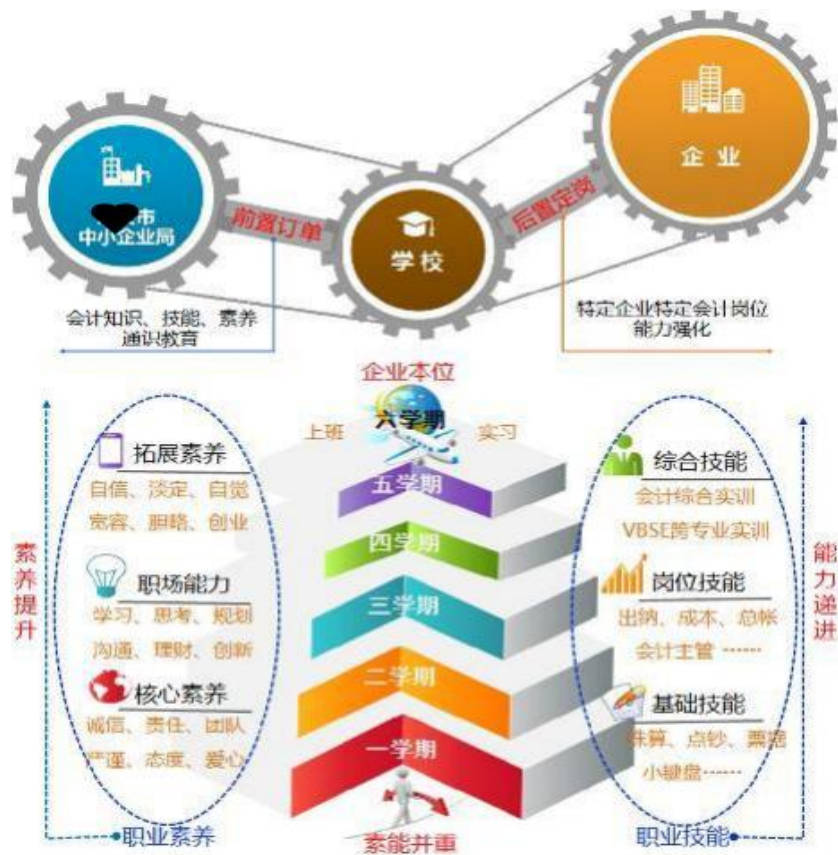 企业
市
中小企业局
前置订单
学校
后置定岗
会计知识、技能、素养
通识教育
特定企业特定会计岗位
能力强化
企业本位
六学期
上班
实习
五学期
四学期
三学期
二学期
一学期
素能并重
素养提升
拓展素养
自信、淡定、自觉
宽容、胆略、创业
职场能力
学习、思考、规划
沟通、理财、创新
核心素养
诚信、责任、团队
严谨、态度、爱心
职业素养
综合技能
会计综合实训
VBSE跨专业实训
岗位技能
出纳、成本、总帐
会计主管……
基础技能
珠算、点钞、票据
小键盘……
职业技能
能力递进